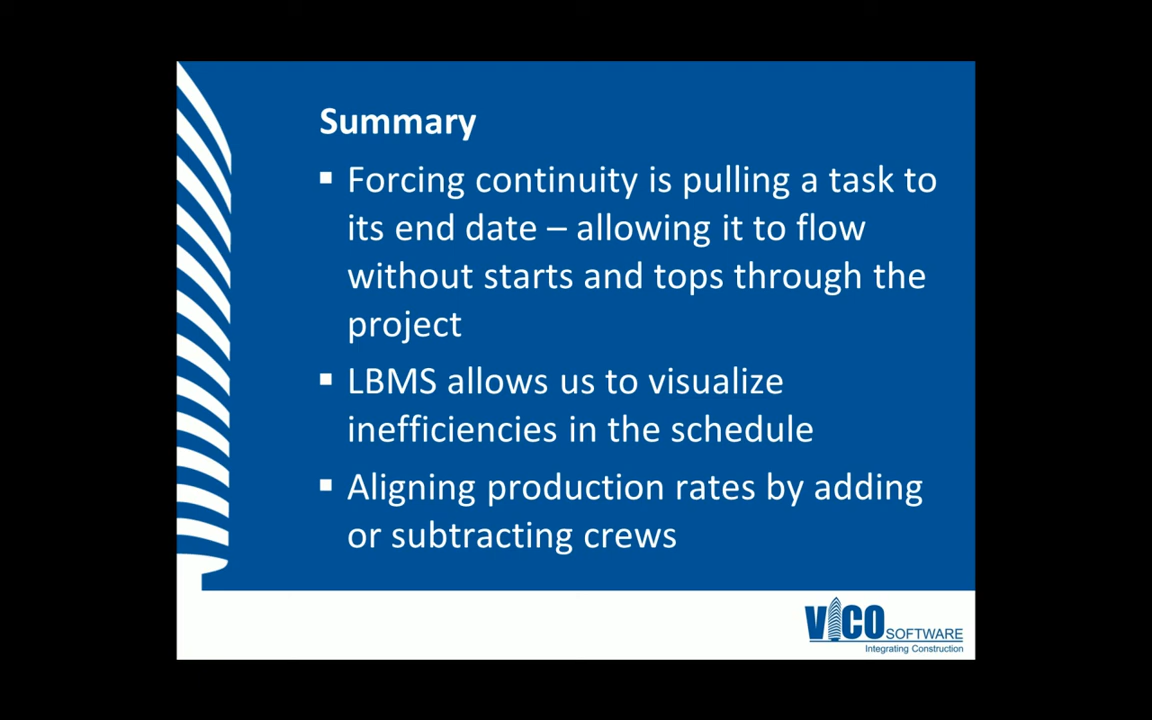 Summary
▪ Forcing continuity is pulling a task to
its end date – allowing it to flow
without starts and tops through the
project
▪ LBMS allows us to visualize
inefficiencies in the schedule
▪ Aligning production rates by adding
or subtracting crews
VICO SOFTWARE
Integrating Construction